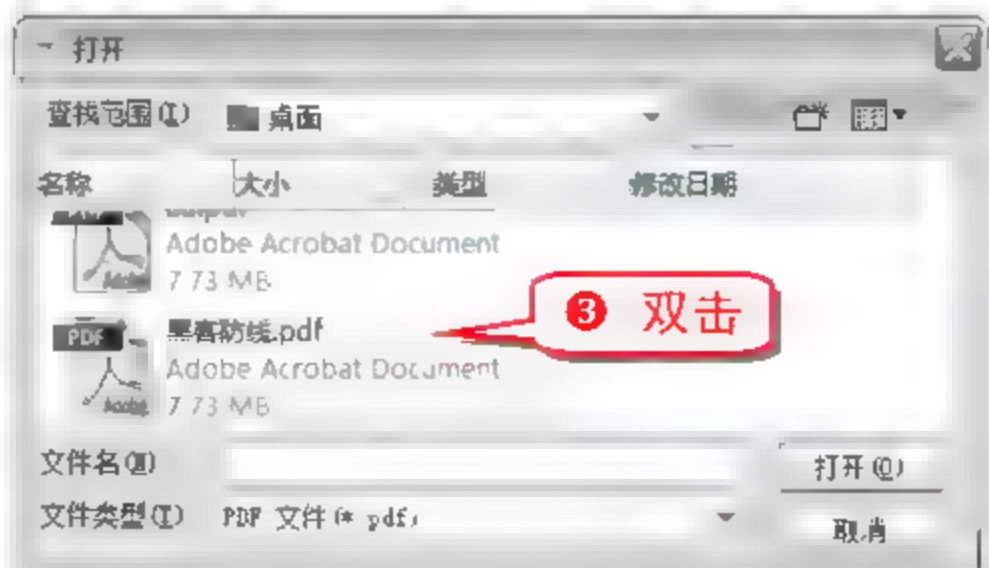 打开
查找范围(I) 桌面
名称 大小 类型 修改日期
Adobe Acrobat Document
7.73 MB
❸ 双击
PDF 黑客防线.pdf
Adobe Acrobat Document
Adobe 7.73 MB
文件名(N) 打开(O)
文件类型(T) PDF 文件(*.pdf) 取消